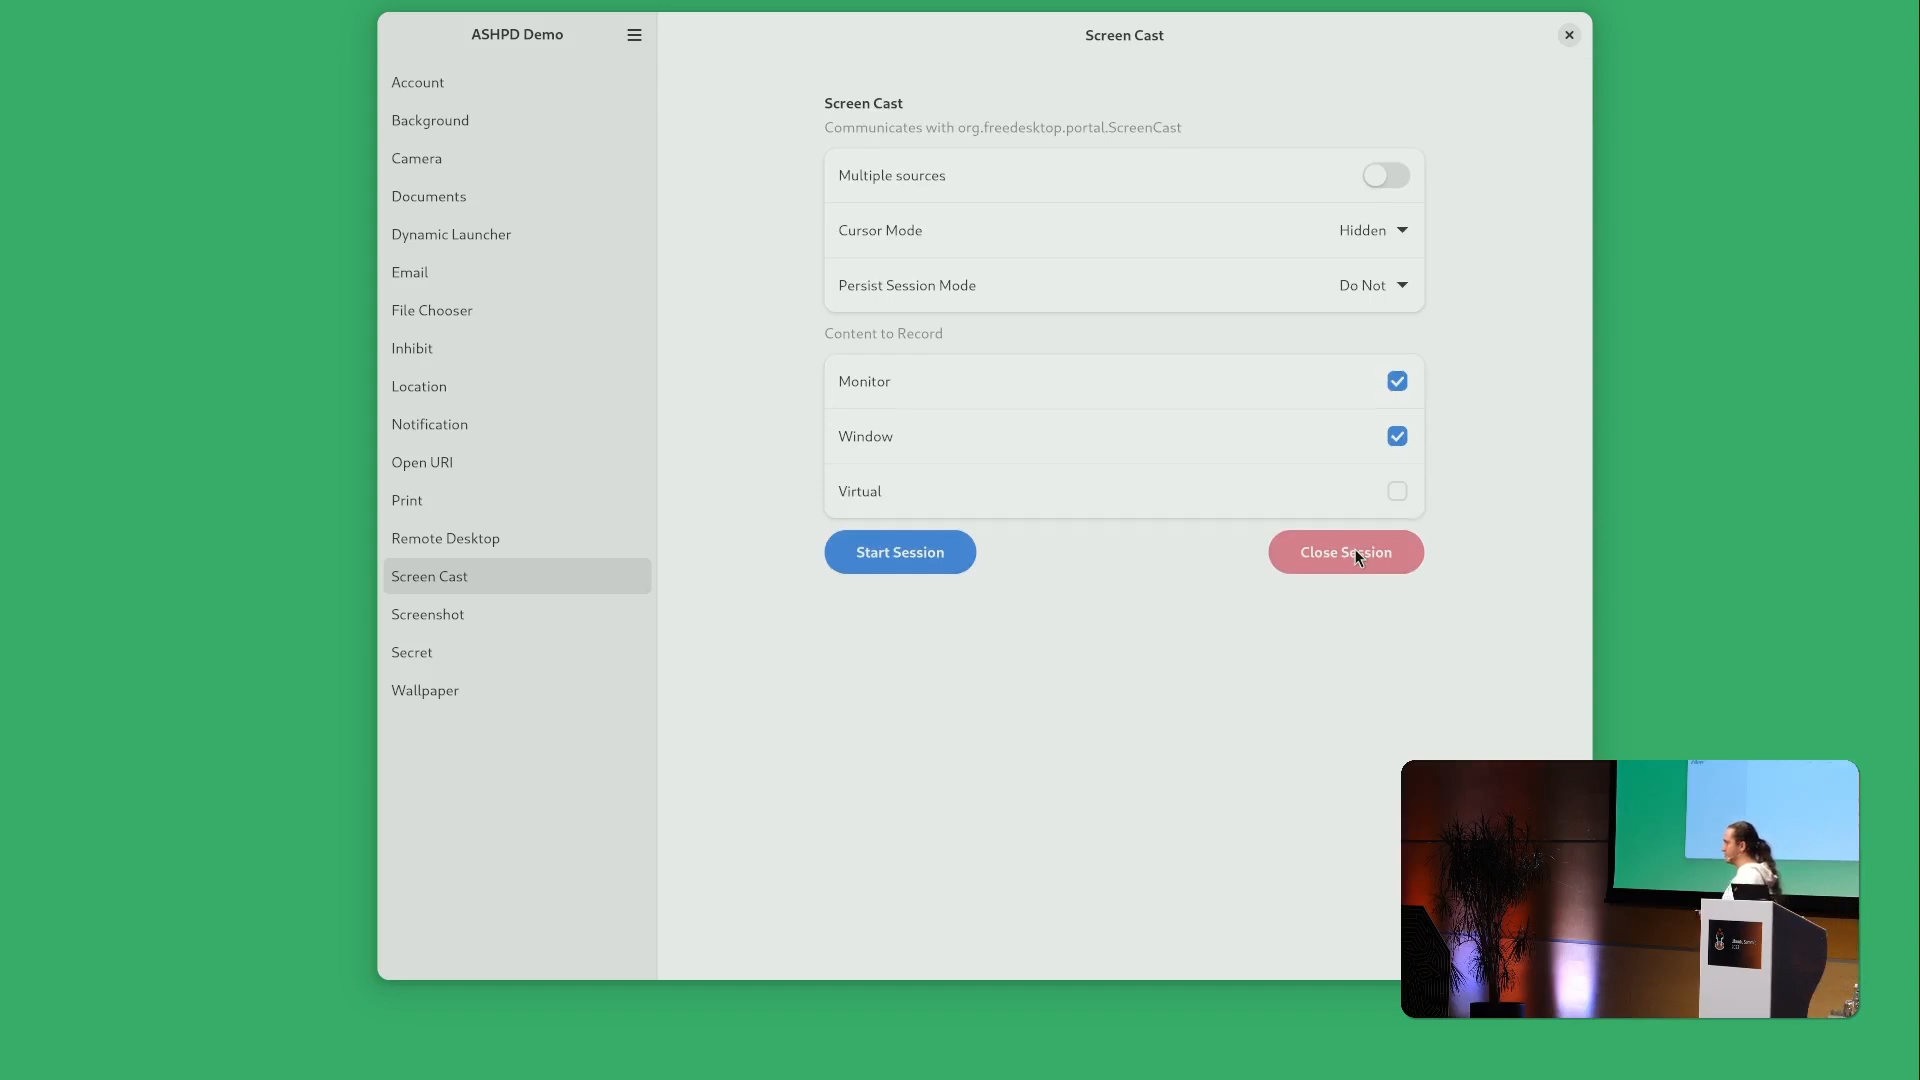 ASHPD Demo
Screen Cast
Account
Background
Camera
Documents
Dynamic Launcher
Email
File Chooser
Inhibit
Location
Notification
Open URI
Print
Remote Desktop
Screen Cast
Screenshot
Secret
Wallpaper
Screen Cast
Communicates with org.freedesktop.portal.ScreenCast
Multiple sources
Cursor Mode Hidden
Persist Session Mode Do Not
Content to Record
Monitor
Window
Virtual
Start Session Close Session